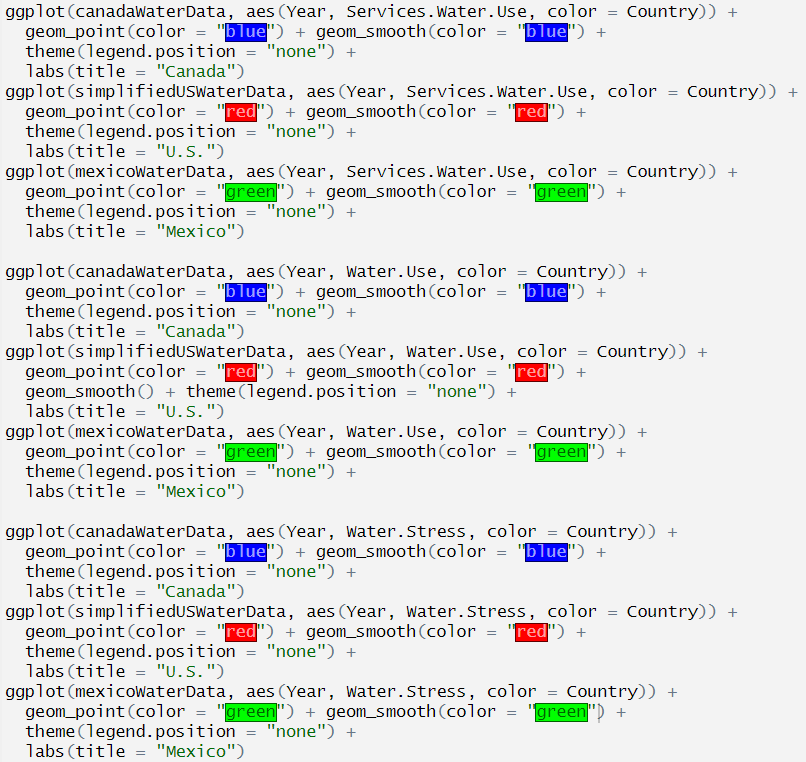 ggplot(canadaWaterData, aes(Year, Services.Water.Use, color = Country)) +
  geom_point(color = "blue") + geom_smooth(color = "blue") +
  theme(legend.position = "none") +
  labs(title = "Canada")
ggplot(simplifiedUSWaterData, aes(Year, Services.Water.Use, color = Country)) +
  geom_point(color = "red") + geom_smooth(color = "red") +
  theme(legend.position = "none") +
  labs(title = "U.S.")
ggplot(mexicoWaterData, aes(Year, Services.Water.Use, color = Country)) +
  geom_point(color = "green") + geom_smooth(color = "green") +
  theme(legend.position = "none") +
  labs(title = "Mexico")

ggplot(canadaWaterData, aes(Year, Water.Use, color = Country)) +
  geom_point(color = "blue") + geom_smooth(color = "blue") +
  theme(legend.position = "none") +
  labs(title = "Canada")
ggplot(simplifiedUSWaterData, aes(Year, Water.Use, color = Country)) +
  geom_point(color = "red") + geom_smooth(color = "red") +
  geom_smooth() + theme(legend.position = "none") +
  labs(title = "U.S.")
ggplot(mexicoWaterData, aes(Year, Water.Use, color = Country)) +
  geom_point(color = "green") + geom_smooth(color = "green") +
  theme(legend.position = "none") +
  labs(title = "Mexico")

ggplot(canadaWaterData, aes(Year, Water.Stress, color = Country)) +
  geom_point(color = "blue") + geom_smooth(color = "blue") +
  theme(legend.position = "none") +
  labs(title = "Canada")
ggplot(simplifiedUSWaterData, aes(Year, Water.Stress, color = Country)) +
  geom_point(color = "red") + geom_smooth(color = "red") +
  theme(legend.position = "none") +
  labs(title = "U.S.")
ggplot(mexicoWaterData, aes(Year, Water.Stress, color = Country)) +
  geom_point(color = "green") + geom_smooth(color = "green") +
  theme(legend.position = "none") +
  labs(title = "Mexico")